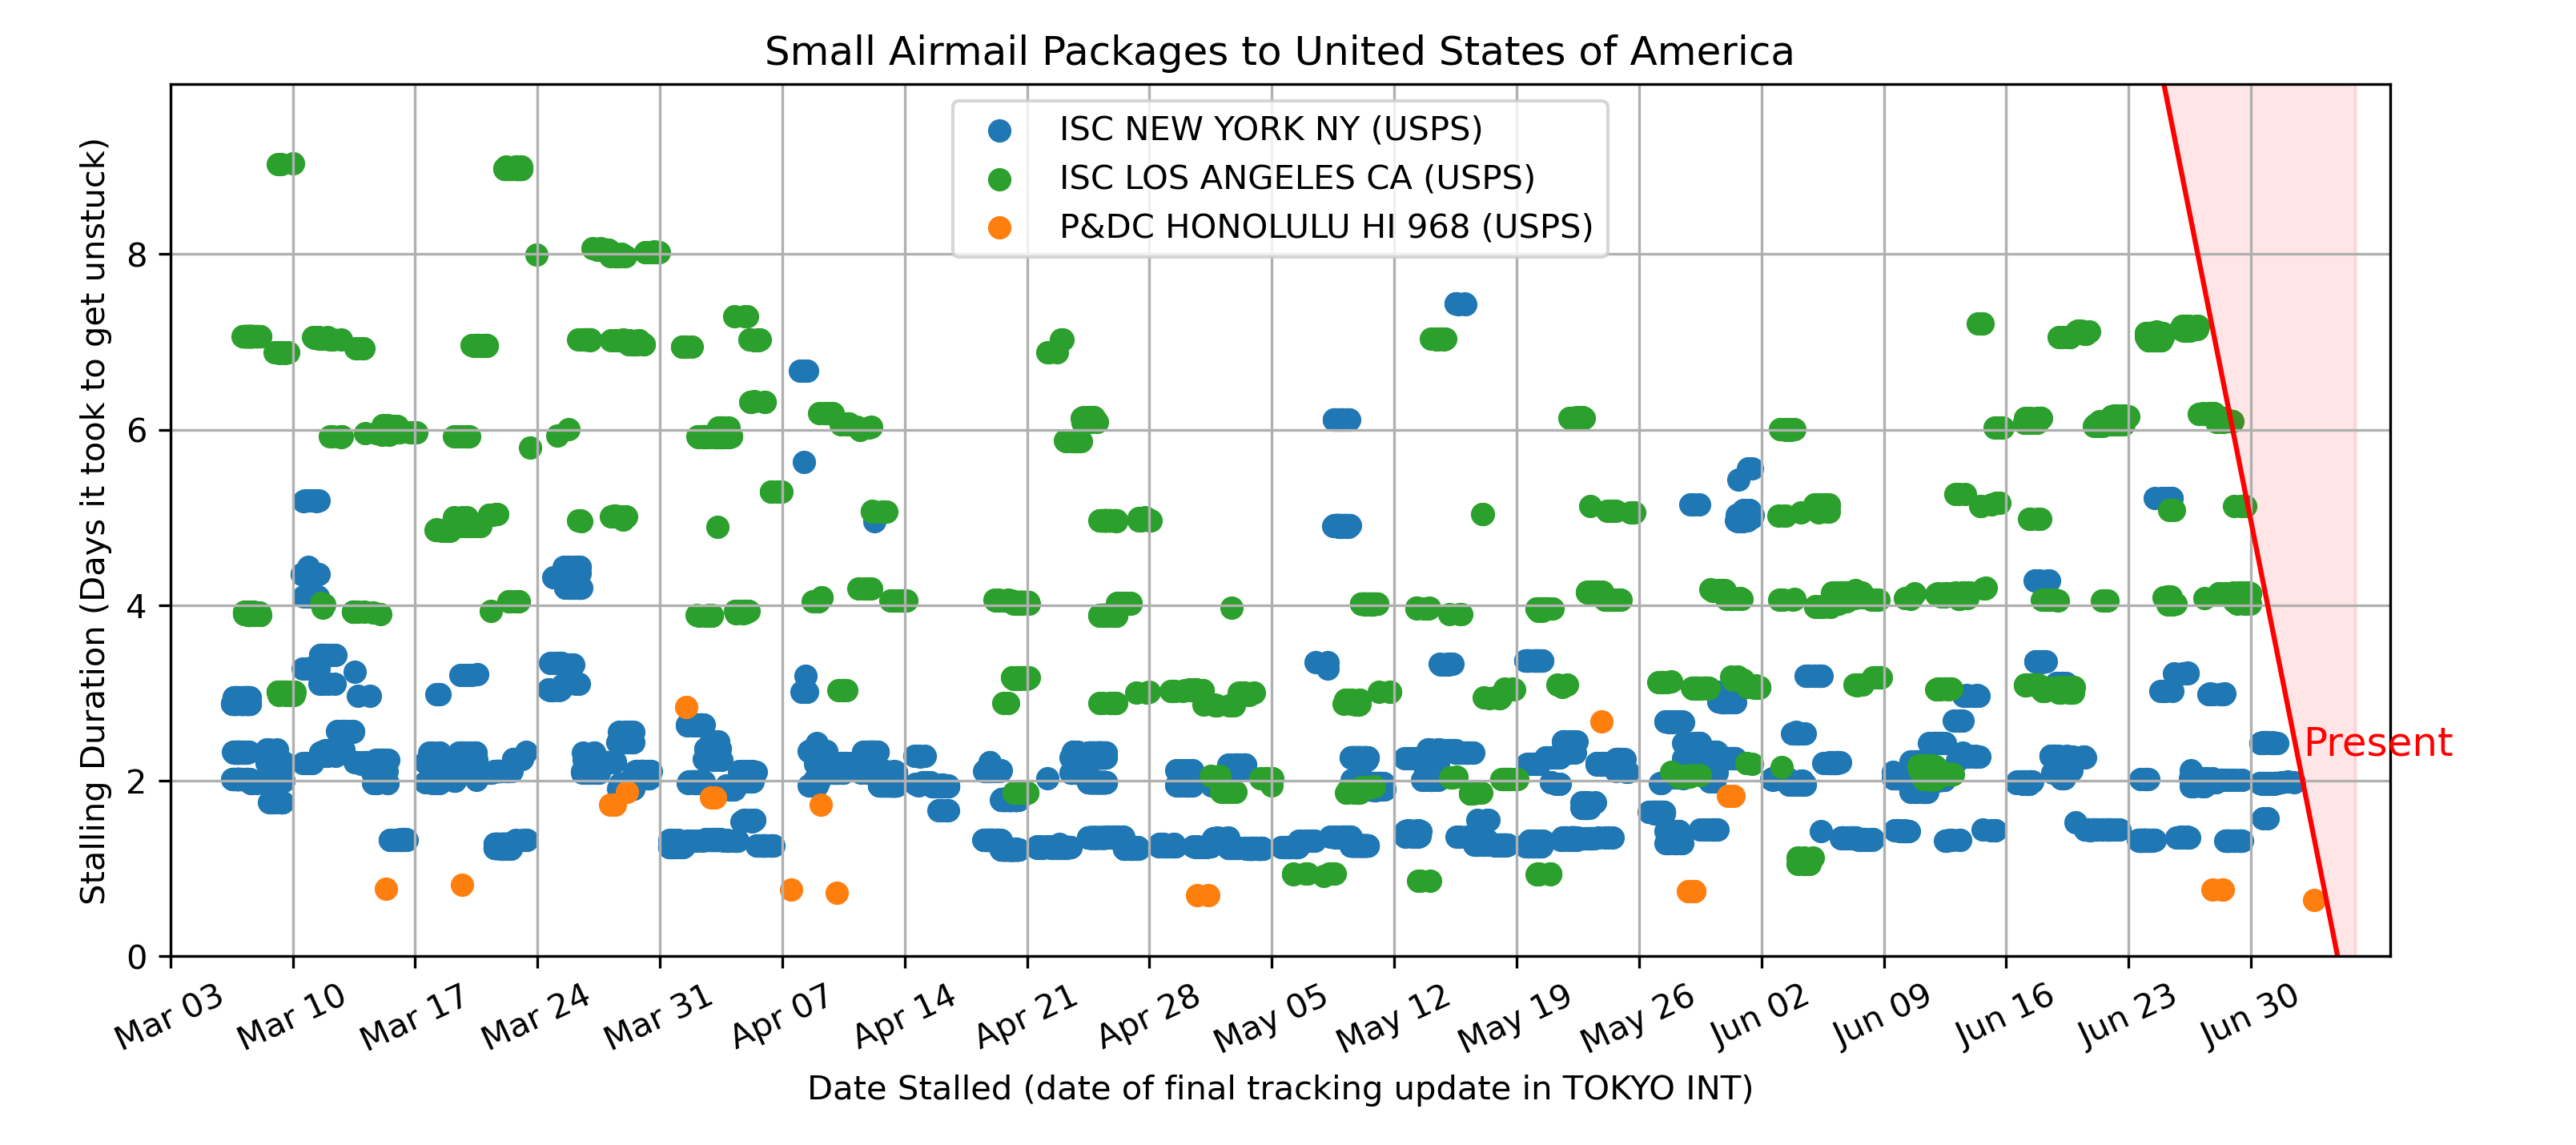 Small Airmail Packages to United States of America
ISC NEW YORK NY (USPS)
ISC LOS ANGELES CA (USPS)
P&DC HONOLULU HI 968 (USPS)
Stalling Duration (Days it took to get unstuck)
8
6
4
2
0
Present
Mar 03
Mar 10
Mar 17
Mar 24
Mar 31
Apr 07
Apr 14
Apr 21
Apr 28
May 05
May 12
May 19
May 26
Jun 02
Jun 09
Jun 16
Jun 23
Jun 30
Date Stalled (date of final tracking update in TOKYO INT)